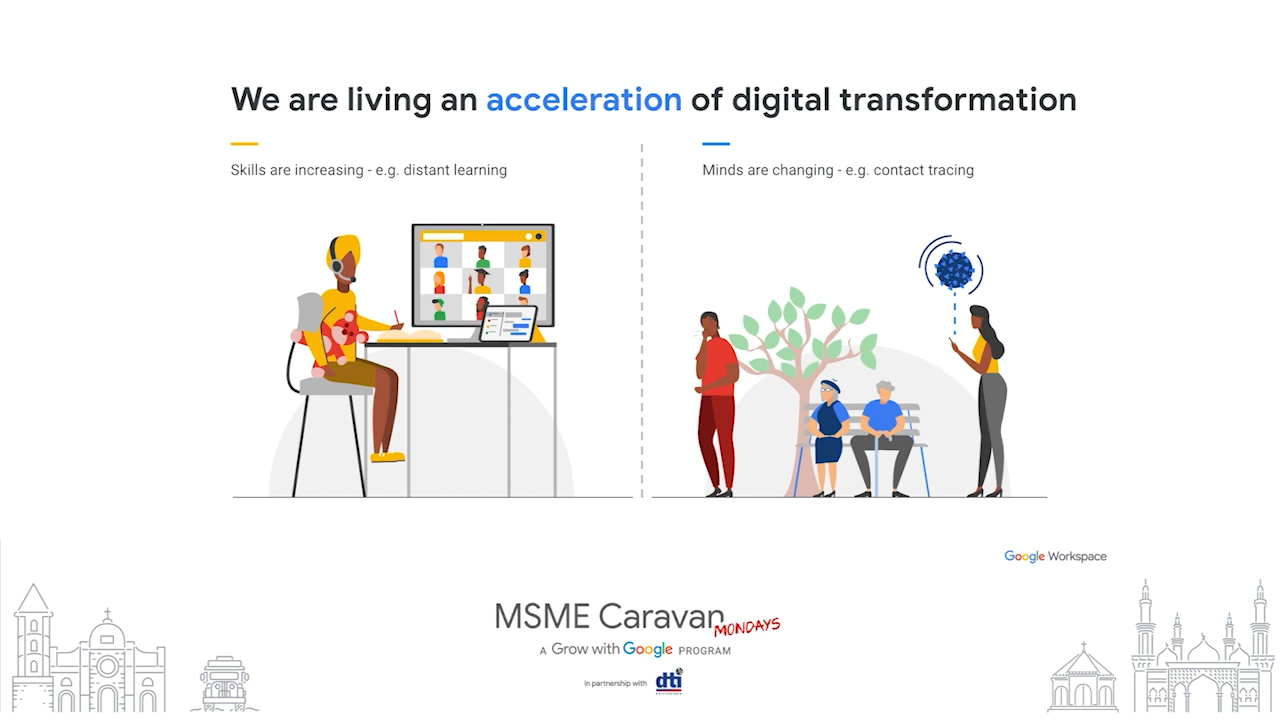 We are living an acceleration of digital transformation
Skills are increasing - e.g. distant learning
Minds are changing - e.g. contact tracing
Google Workspace
MSME Caravan
MONDAYS
A Grow with Google PROGRAM
in partnership with dti
PHILIPPINES